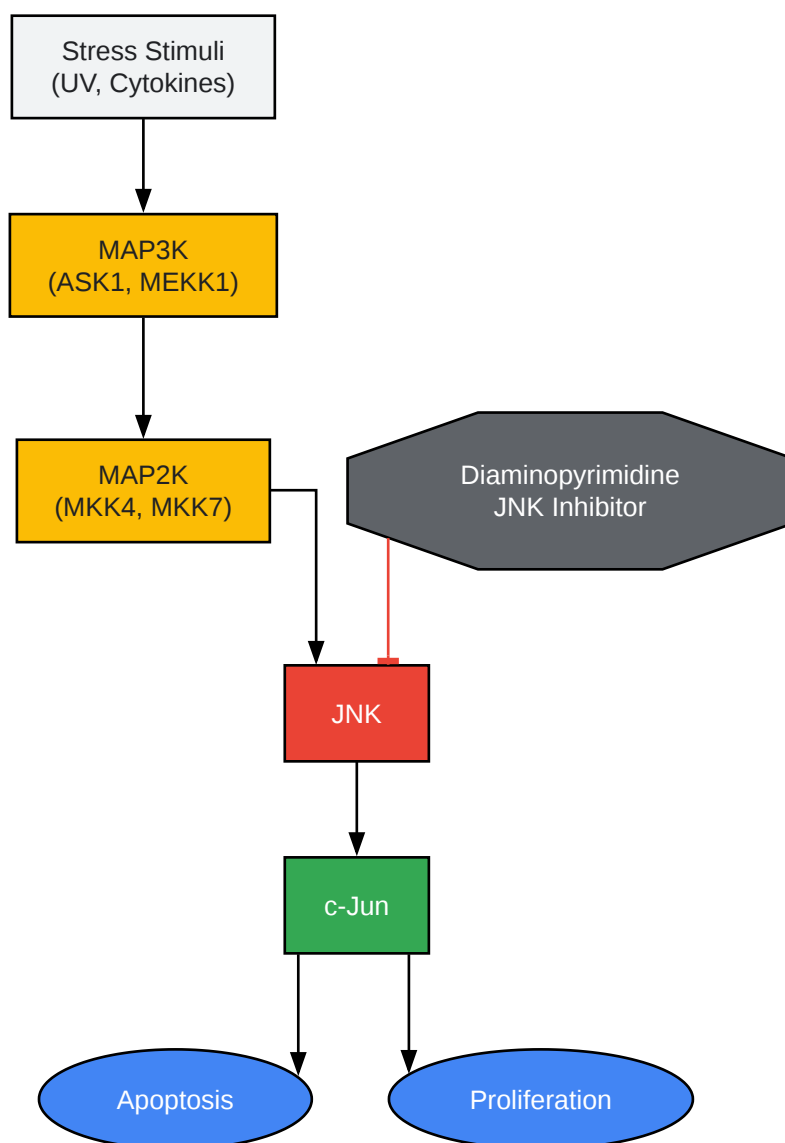 Stress Stimuli
(UV, Cytokines)
MAP3K
(ASK1, MEKK1)
MAP2K
(MKK4, MKK7)
Diaminopyrimidine
JNK Inhibitor
JNK
c-Jun
Apoptosis
Proliferation